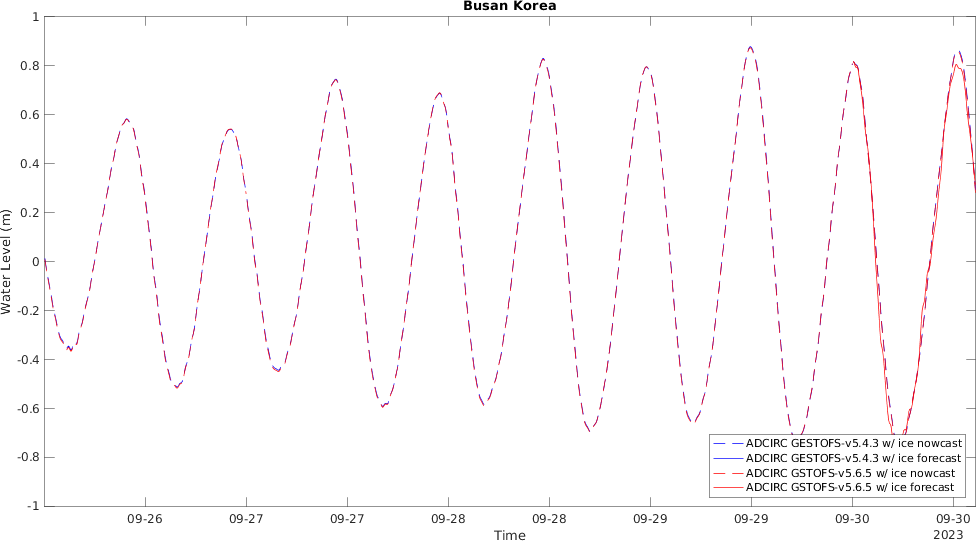 Busan Korea
Water Level (m)
1
0.8
0.6
0.4
0.2
0
-0.2
-0.4
-0.6
-0.8
-1
ADCIRC GESTOFS-v5.4.3 w/ ice nowcast
ADCIRC GESTOFS-v5.4.3 w/ ice forecast
ADCIRC GSTOFS-v5.6.5 w/ ice nowcast
ADCIRC GSTOFS-v5.6.5 w/ ice forecast
09-26 09-27 09-27 09-28 09-28 09-29 09-29 09-30 09-30
2023
Time